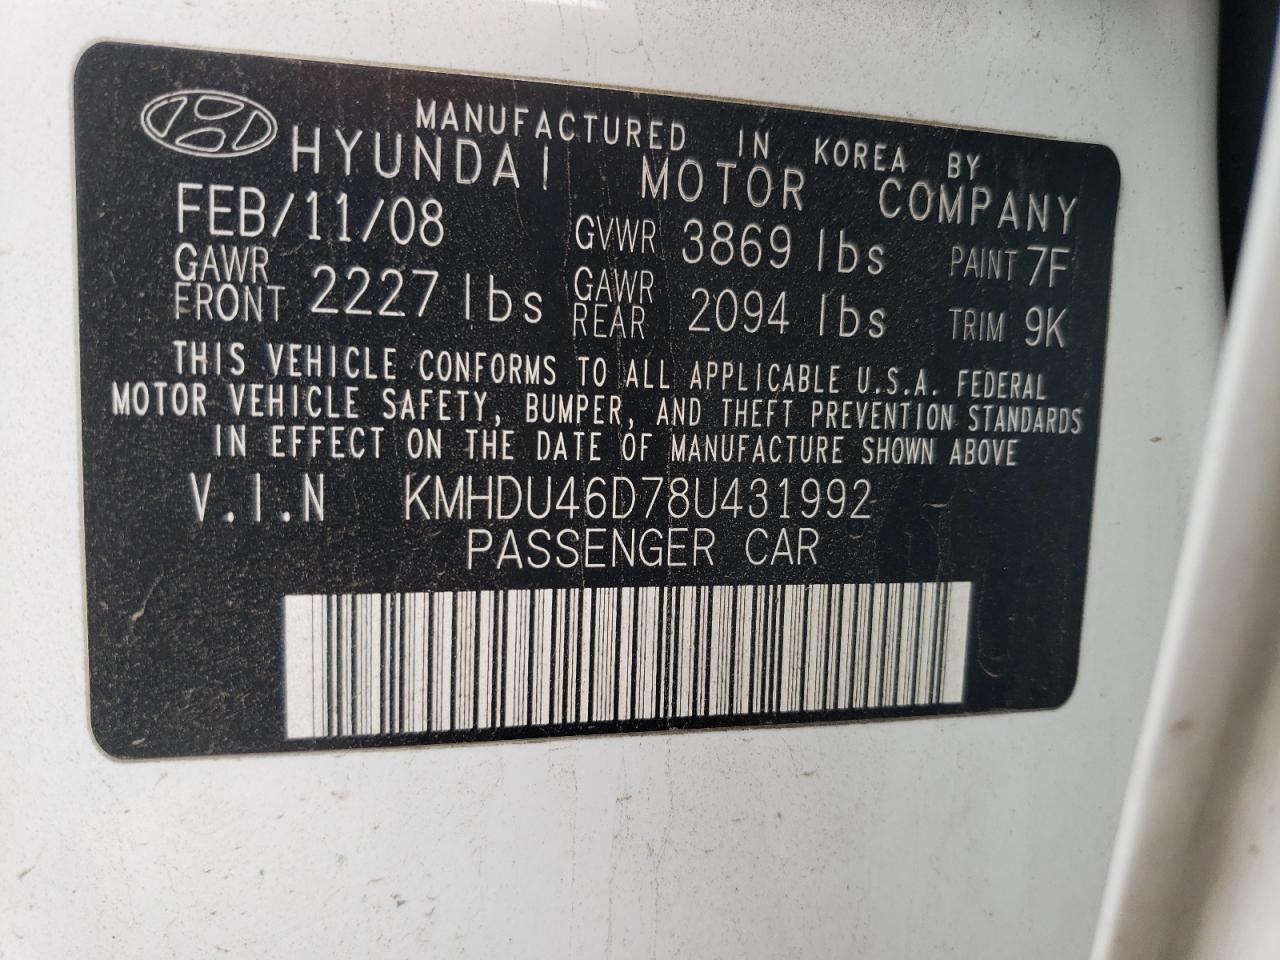 MANUFACTURED IN KOREA BY
HYUNDAI MOTOR COMPANY
FEB/11/08 GVWR 3869 lbs PAINT 7F
GAWR FRONT 2227 lbs GAWR REAR 2094 lbs TRIM 9K
THIS VEHICLE CONFORMS TO ALL APPLICABLE U.S.A. FEDERAL
MOTOR VEHICLE SAFETY, BUMPER, AND THEFT PREVENTION STANDARDS
IN EFFECT ON THE DATE OF MANUFACTURE SHOWN ABOVE
V.I.N KMHDU46D78U431992
PASSENGER CAR